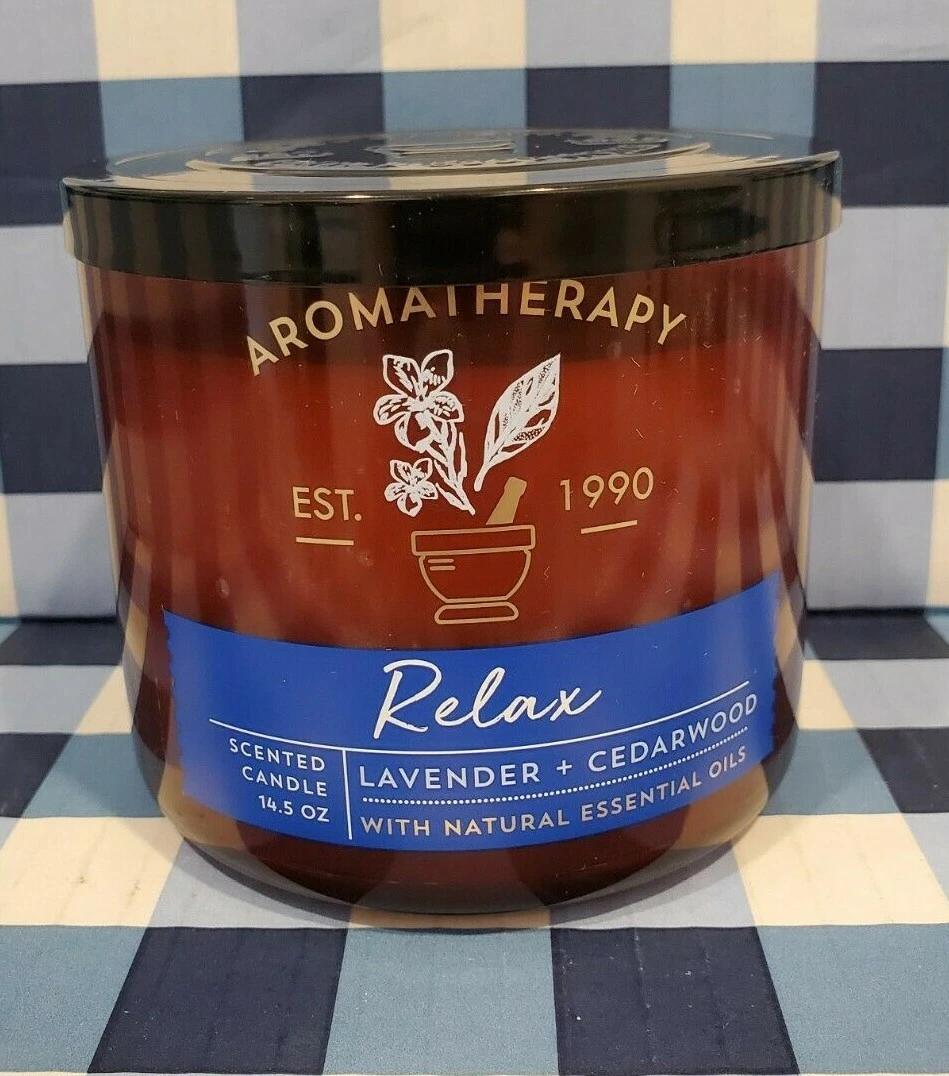 AROMATHERAPY
EST. 1990
Relax
SCENTED
CANDLE
14.5 OZ
LAVENDER + CEDARWOOD
WITH NATURAL ESSENTIAL OILS